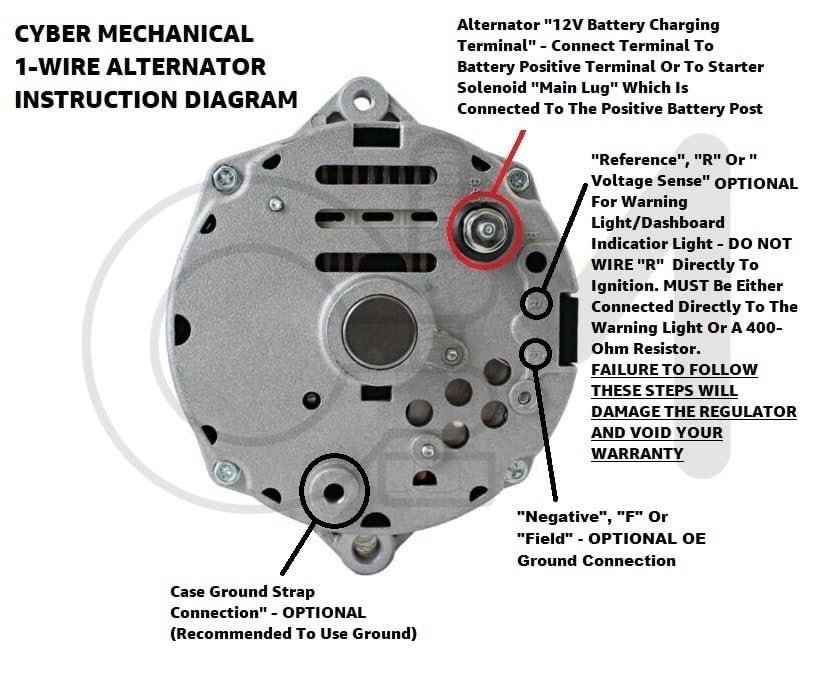 CYBER MECHANICAL
1-WIRE ALTERNATOR
INSTRUCTION DIAGRAM
Alternator "12V Battery Charging
Terminal" - Connect Terminal To
Battery Positive Terminal Or To Starter
Solenoid "Main Lug" Which Is
Connected To The Positive Battery Post
"Reference", "R" Or "
Voltage Sense" OPTIONAL
For Warning
Light/Dashboard
Indicatior Light - DO NOT
WIRE "R" Directly To
Ignition. MUST Be Either
Connected Directly To The
Warning Light Or A 400-
Ohm Resistor.
FAILURE TO FOLLOW
THESE STEPS WILL
DAMAGE THE REGULATOR
AND VOID YOUR
WARRANTY
"Negative", "F" Or
"Field" - OPTIONAL OE
Ground Connection
Case Ground Strap
Connection" - OPTIONAL
(Recommended To Use Ground)